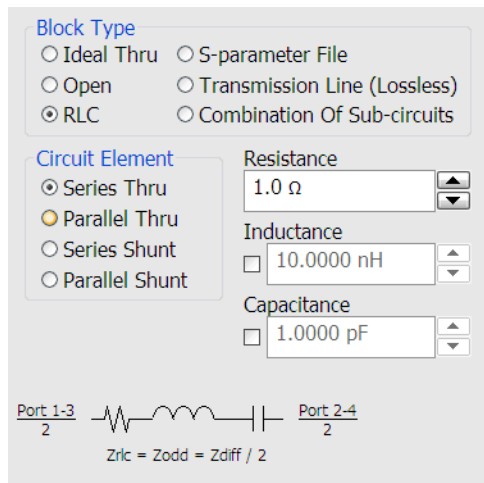 Block Type
Ideal Thru
S-parameter File
Open
Transmission Line (Lossless)
RLC
Combination Of Sub-circuits
Circuit Element
Series Thru
Parallel Thru
Series Shunt
Parallel Shunt
Resistance
1.0 Ω
Inductance
10.0000 nH
Capacitance
1.0000 pF
Port 1-3
2
Port 2-4
2
Zrlc = Zodd = Zdiff / 2